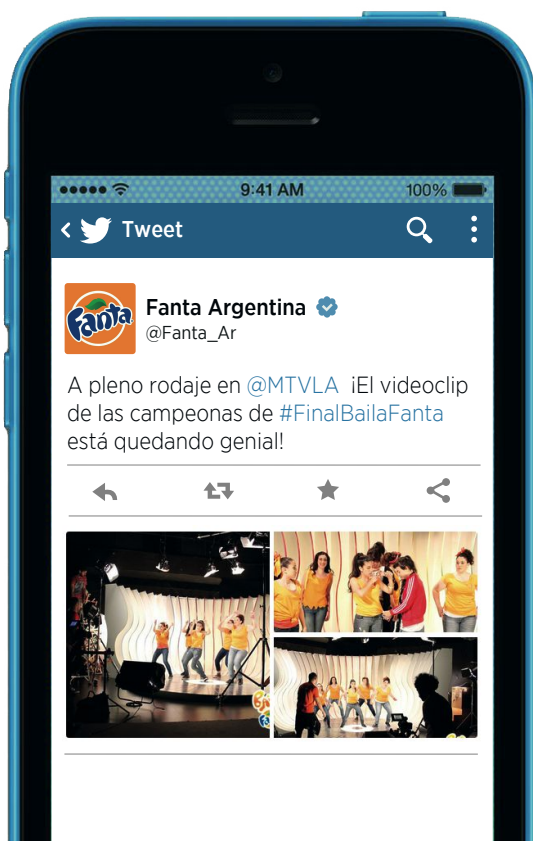 9:41 AM 100%
Tweet
Fanta
Fanta Argentina
@Fanta_Ar
A pleno rodaje en @MTVLA ¡El videoclip
de las campeonas de #FinalBailaFanta
está quedando genial!